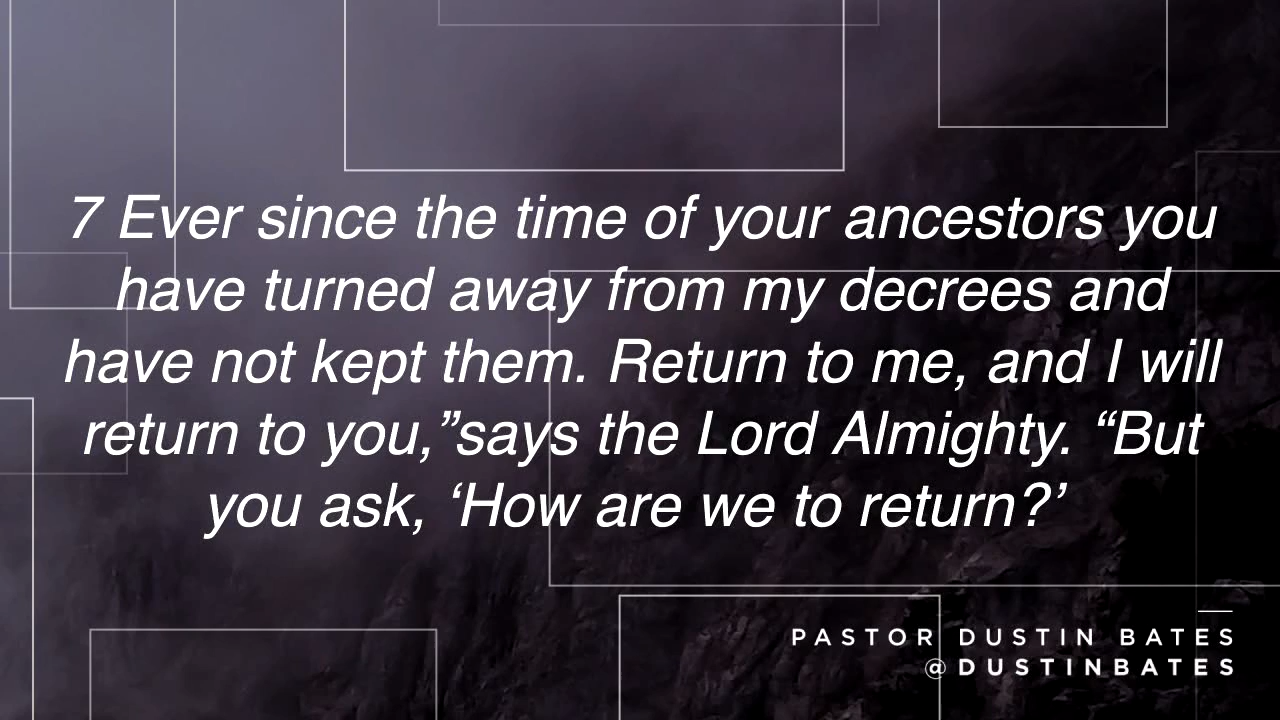 7 Ever since the time of your ancestors you
have turned away from my decrees and
have not kept them. Return to me, and I will
return to you,”says the Lord Almighty. “But
you ask, ‘How are we to return?’
PASTOR DUSTIN BATES
@DUSTINBATES